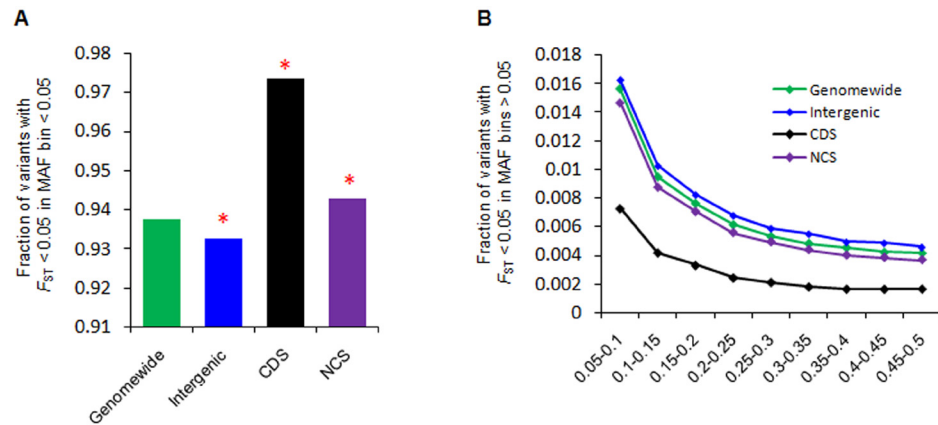 A
Fraction of variants with
FST <0.05 in MAF bin < 0.05
0.98
0.97
0.96
0.95
0.94
0.93
0.92
0.91
*
*
*
Genomewide
Intergenic
CDS
NCS
B
Fraction of variants with
FST <0.05 in MAF bins > 0.05
0.018
0.016
0.014
0.012
0.01
0.008
0.006
0.004
0.002
0
Genomewide
Intergenic
CDS
NCS
0.05-0.1
0.1-0.15
0.15-0.2
0.2-0.25
0.25-0.3
0.3-0.35
0.35-0.4
0.4-0.45
0.45-0.5